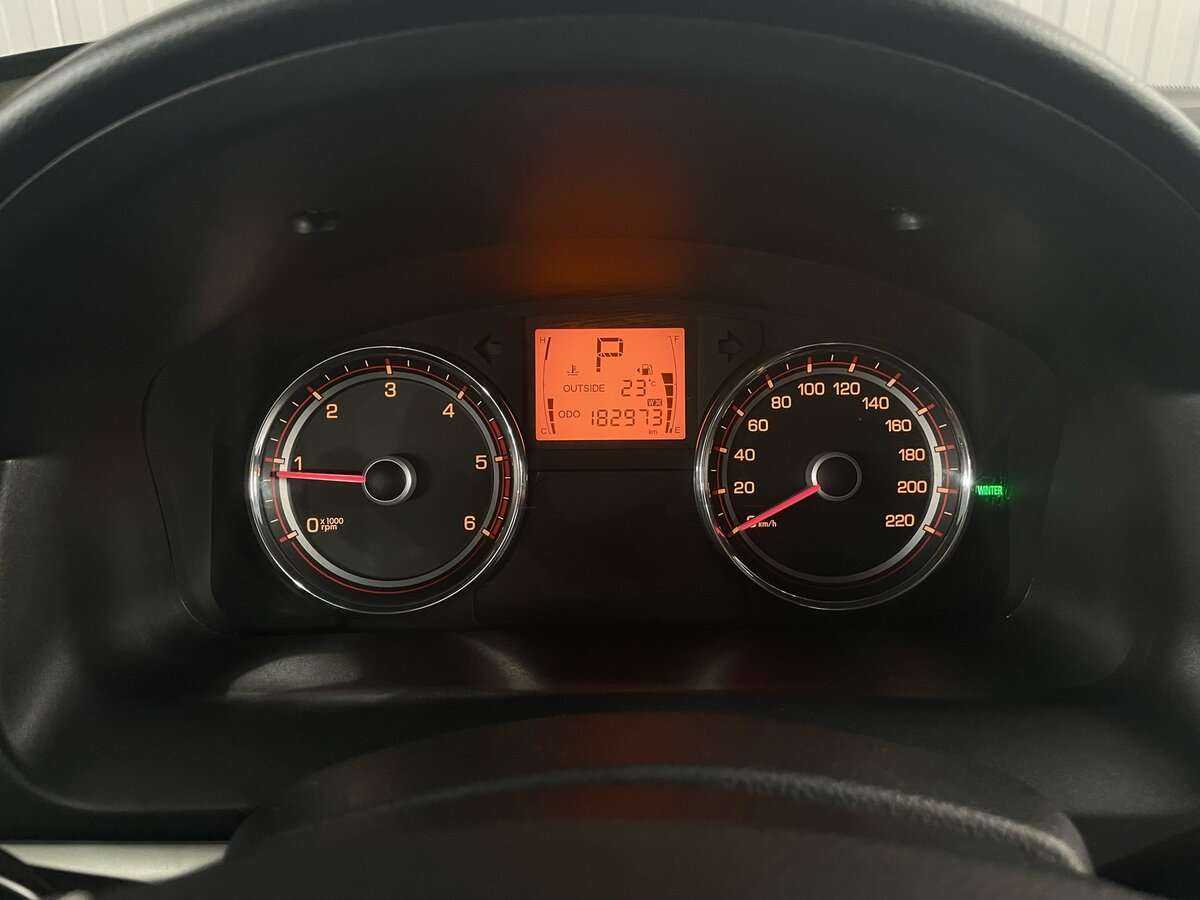 H P F
OUTSIDE 23°C
W
ODO 182973
C km E
0 1 2 3 4 5 6
x1000
rpm
0 20 40 60 80 100 120 140 160 180 200 220
km/h
WINTER